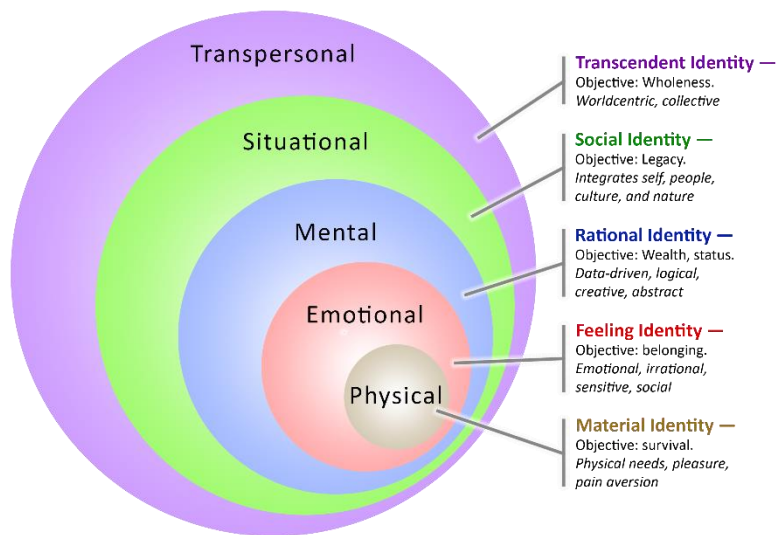 Transpersonal
Situational
Mental
Emotional
Physical
Transcendent Identity —
Objective: Wholeness.
Worldcentric, collective
Social Identity —
Objective: Legacy.
Integrates self, people,
culture, and nature
Rational Identity —
Objective: Wealth, status.
Data-driven, logical,
creative, abstract
Feeling Identity —
Objective: belonging.
Emotional, irrational,
sensitive, social
Material Identity —
Objective: survival.
Physical needs, pleasure,
pain aversion